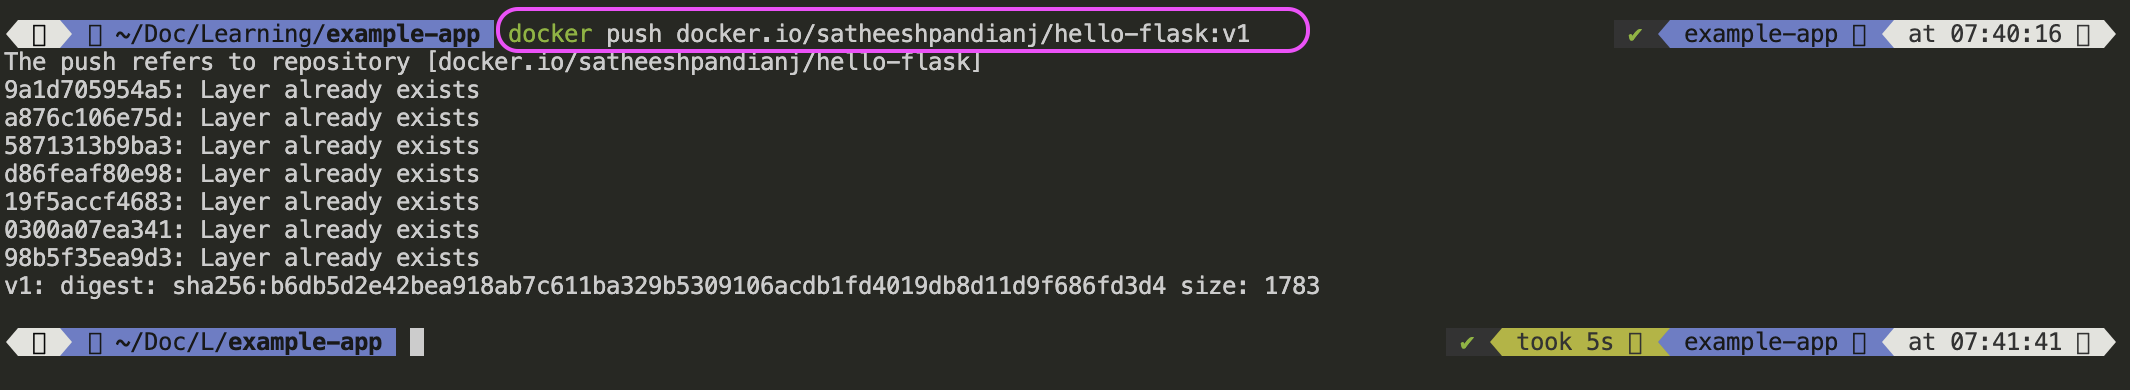 ~/Doc/Learning/example-app docker push docker.io/satheeshpandianj/hello-flask:v1 ✔ example-app at 07:40:16
The push refers to repository [docker.io/satheeshpandianj/hello-flask]
9a1d705954a5: Layer already exists
a876c106e75d: Layer already exists
5871313b9ba3: Layer already exists
d86feaf80e98: Layer already exists
19f5accf4683: Layer already exists
0300a07ea341: Layer already exists
98b5f35ea9d3: Layer already exists
v1: digest: sha256:b6db5d2e42bea918ab7c611ba329b5309106acdb1fd4019db8d11d9f686fd3d4 size: 1783
~/Doc/L/example-app ✔ took 5s example-app at 07:41:41